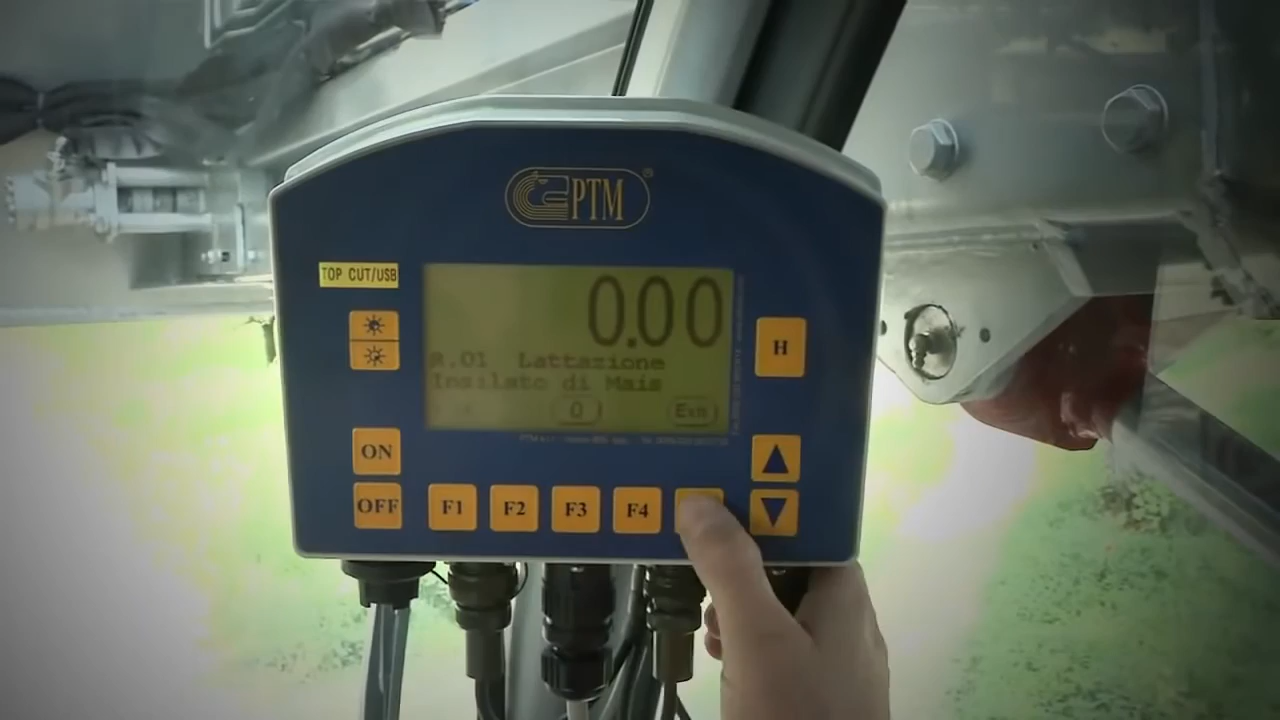 PTM®
TOP CUT/USB
0.00
R.01 Lattazione
Insilato di Mais
0
Esc
H
ON
OFF
F1
F2
F3
F4